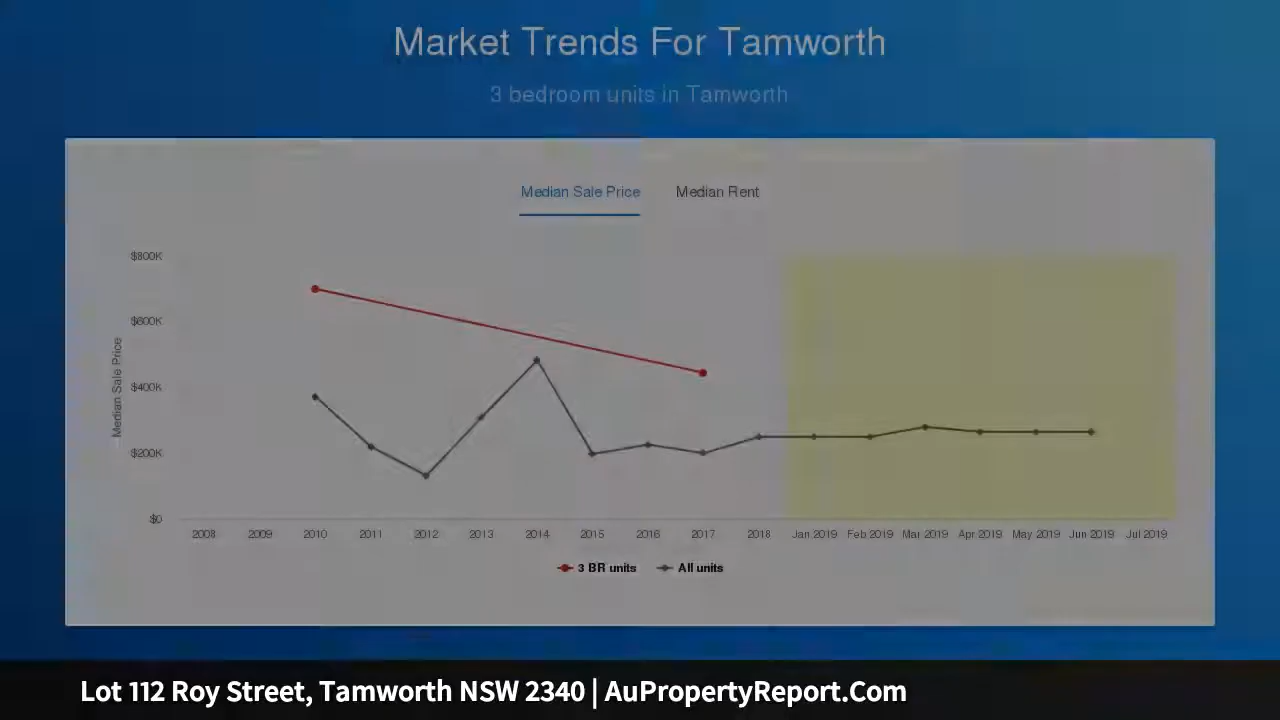 Market Trends For Tamworth
3 bedroom units in Tamworth
Median Sale Price Median Rent
$800K
$600K
$400K
$200K
$0
Median Sale Price
2008 2009 2010 2011 2012 2013 2014 2015 2016 2017 2018 Jan 2019 Feb 2019 Mar 2019 Apr 2019 May 2019 Jun 2019 Jul 2019
3 BR units All units
Lot 112 Roy Street, Tamworth NSW 2340 | AuPropertyReport.Com